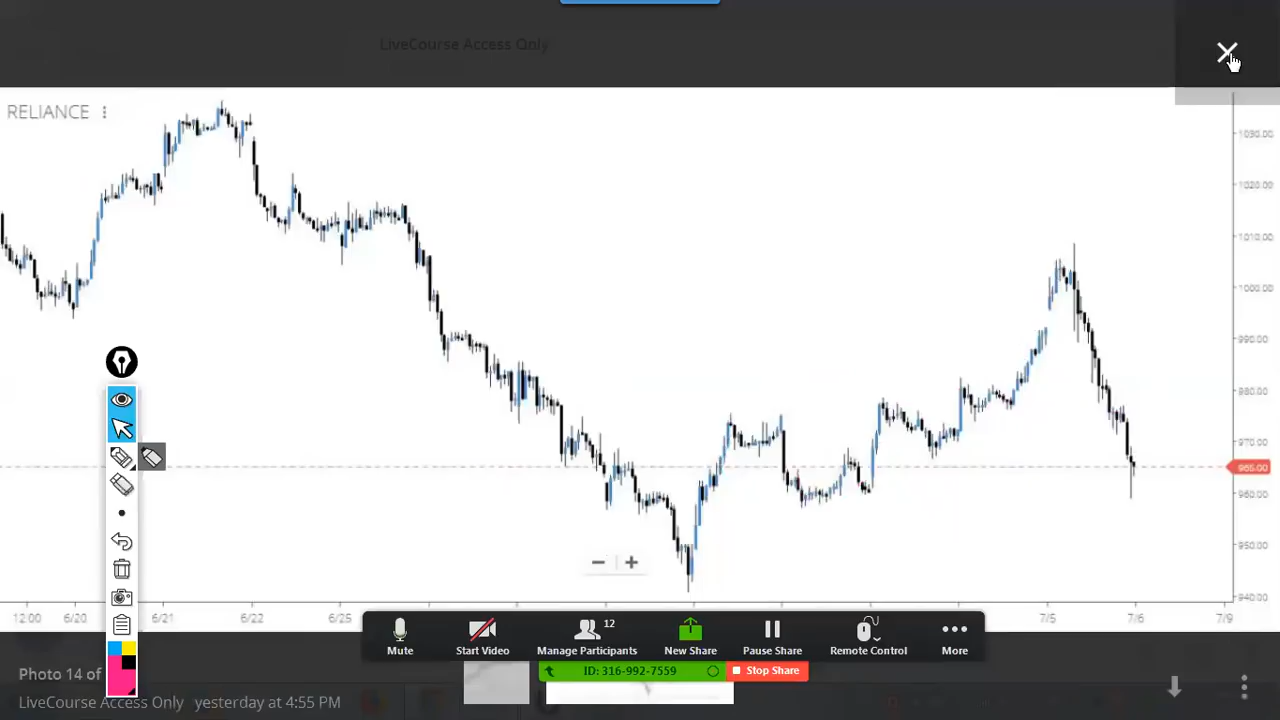 LiveCourse Access Only
RELIANCE
1030.00
1020.00
1010.00
1000.00
990.00
980.00
970.00
965.00
960.00
950.00
940.00
12:00 6/20 6/21 6/22 6/25 7/5 7/6 7/9
12
Mute Start Video Manage Participants New Share Pause Share Remote Control More
ID: 316-992-7559 Stop Share
Photo 14 of
LiveCourse Access Only yesterday at 4:55 PM